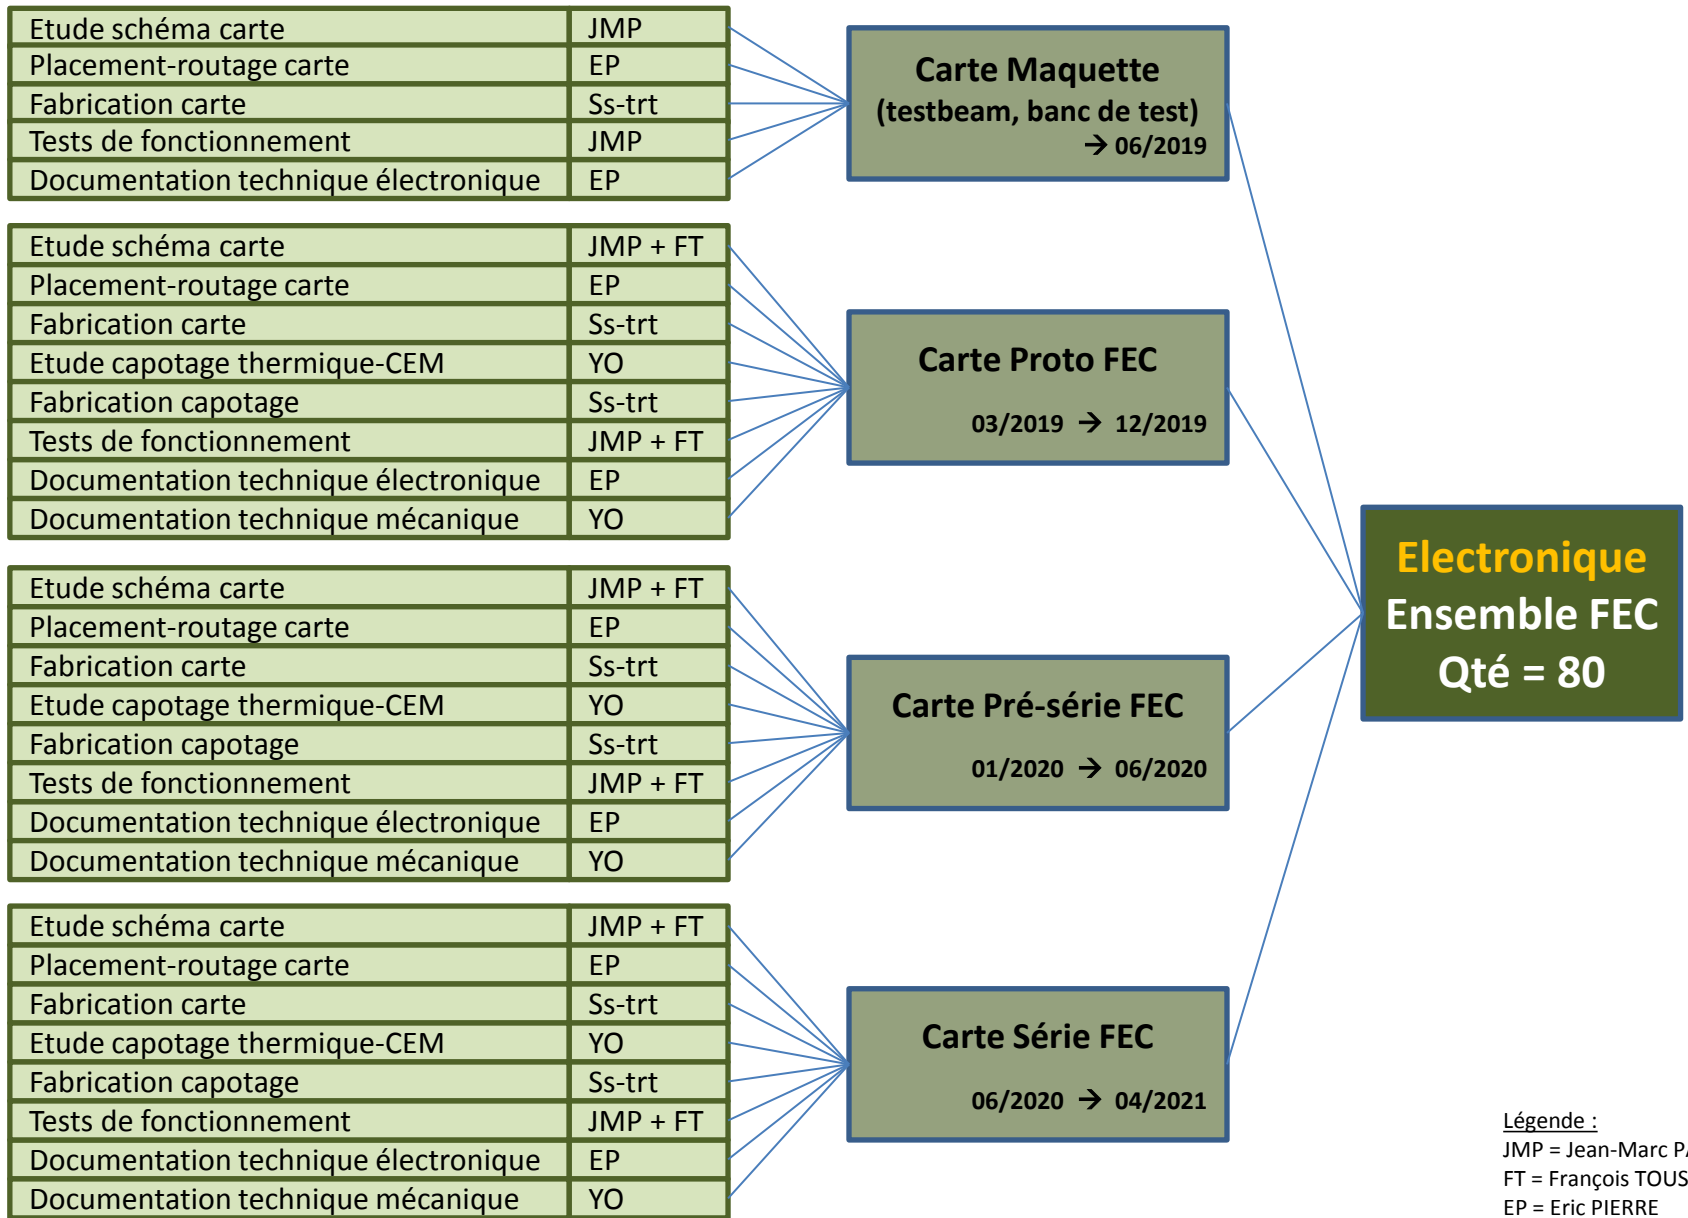 Etude schéma carte JMP
Placement-routage carte EP
Fabrication carte Ss-trt
Tests de fonctionnement JMP
Documentation technique électronique EP
Carte Maquette
(testbeam, banc de test)
→ 06/2019
Etude schéma carte JMP + FT
Placement-routage carte EP
Fabrication carte Ss-trt
Etude capotage thermique-CEM YO
Fabrication capotage Ss-trt
Tests de fonctionnement JMP + FT
Documentation technique électronique EP
Documentation technique mécanique YO
Carte Proto FEC
03/2019 → 12/2019
Etude schéma carte JMP + FT
Placement-routage carte EP
Fabrication carte Ss-trt
Etude capotage thermique-CEM YO
Fabrication capotage Ss-trt
Tests de fonctionnement JMP + FT
Documentation technique électronique EP
Documentation technique mécanique YO
Carte Pré-série FEC
01/2020 → 06/2020
Etude schéma carte JMP + FT
Placement-routage carte EP
Fabrication carte Ss-trt
Etude capotage thermique-CEM YO
Fabrication capotage Ss-trt
Tests de fonctionnement JMP + FT
Documentation technique électronique EP
Documentation technique mécanique YO
Carte Série FEC
06/2020 → 04/2021
Electronique
Ensemble FEC
Qté = 80
Légende :
JMP = Jean-Marc
FT = François
EP = Eric PIERRE